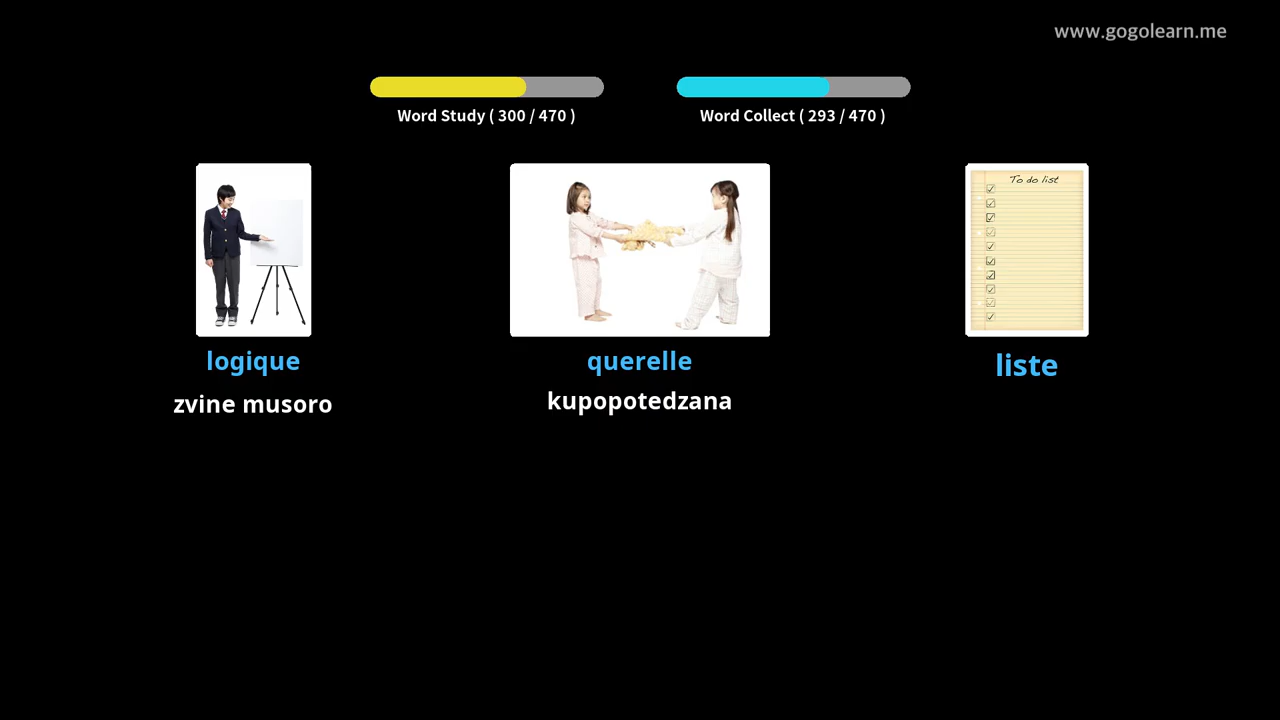 www.gogolearn.me
Word Study ( 300 / 470 )
Word Collect ( 293 / 470 )
To do list
logique
zvine musoro
querelle
kupopotedzana
liste